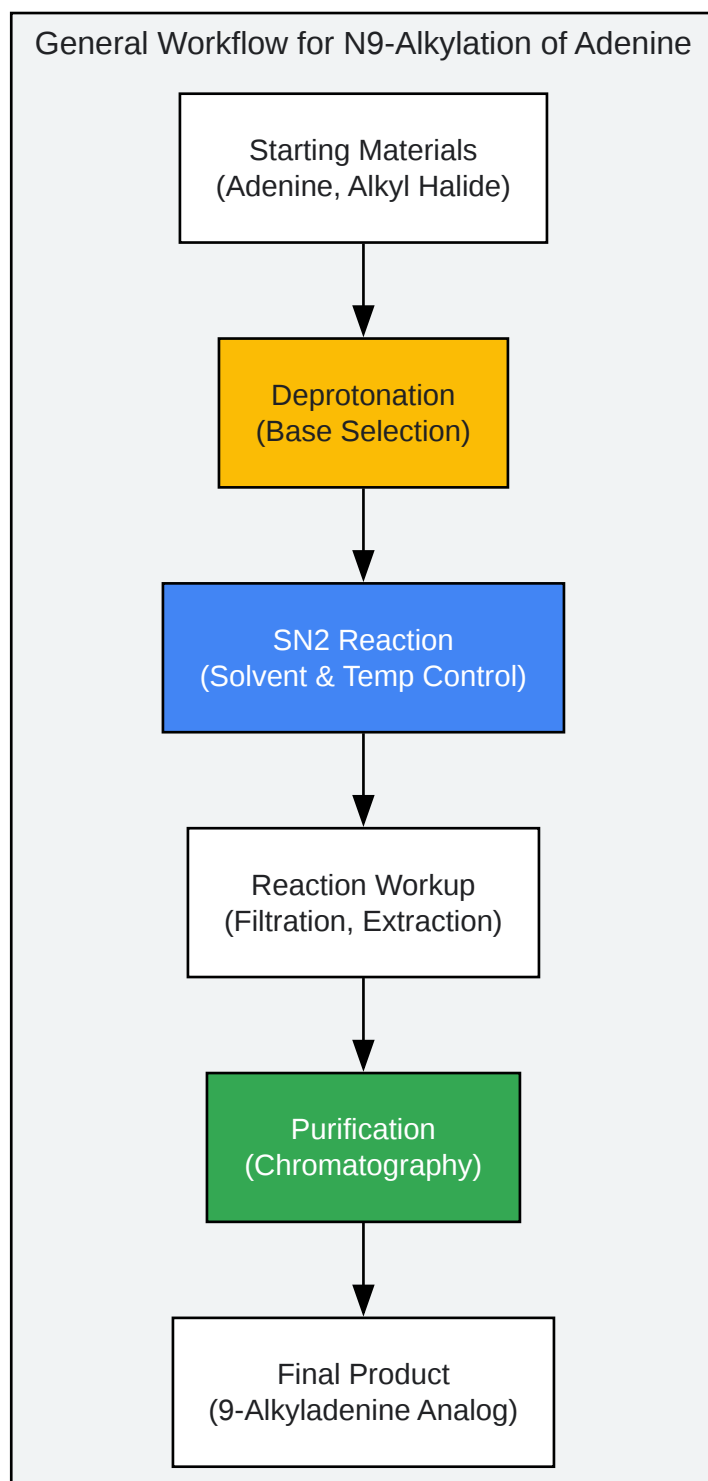 General Workflow for N9-Alkylation of Adenine
Starting Materials
(Adenine, Alkyl Halide)
Deprotonation
(Base Selection)
SN2 Reaction
(Solvent & Temp Control)
Reaction Workup
(Filtration, Extraction)
Purification
(Chromatography)
Final Product
(9-Alkyladenine Analog)